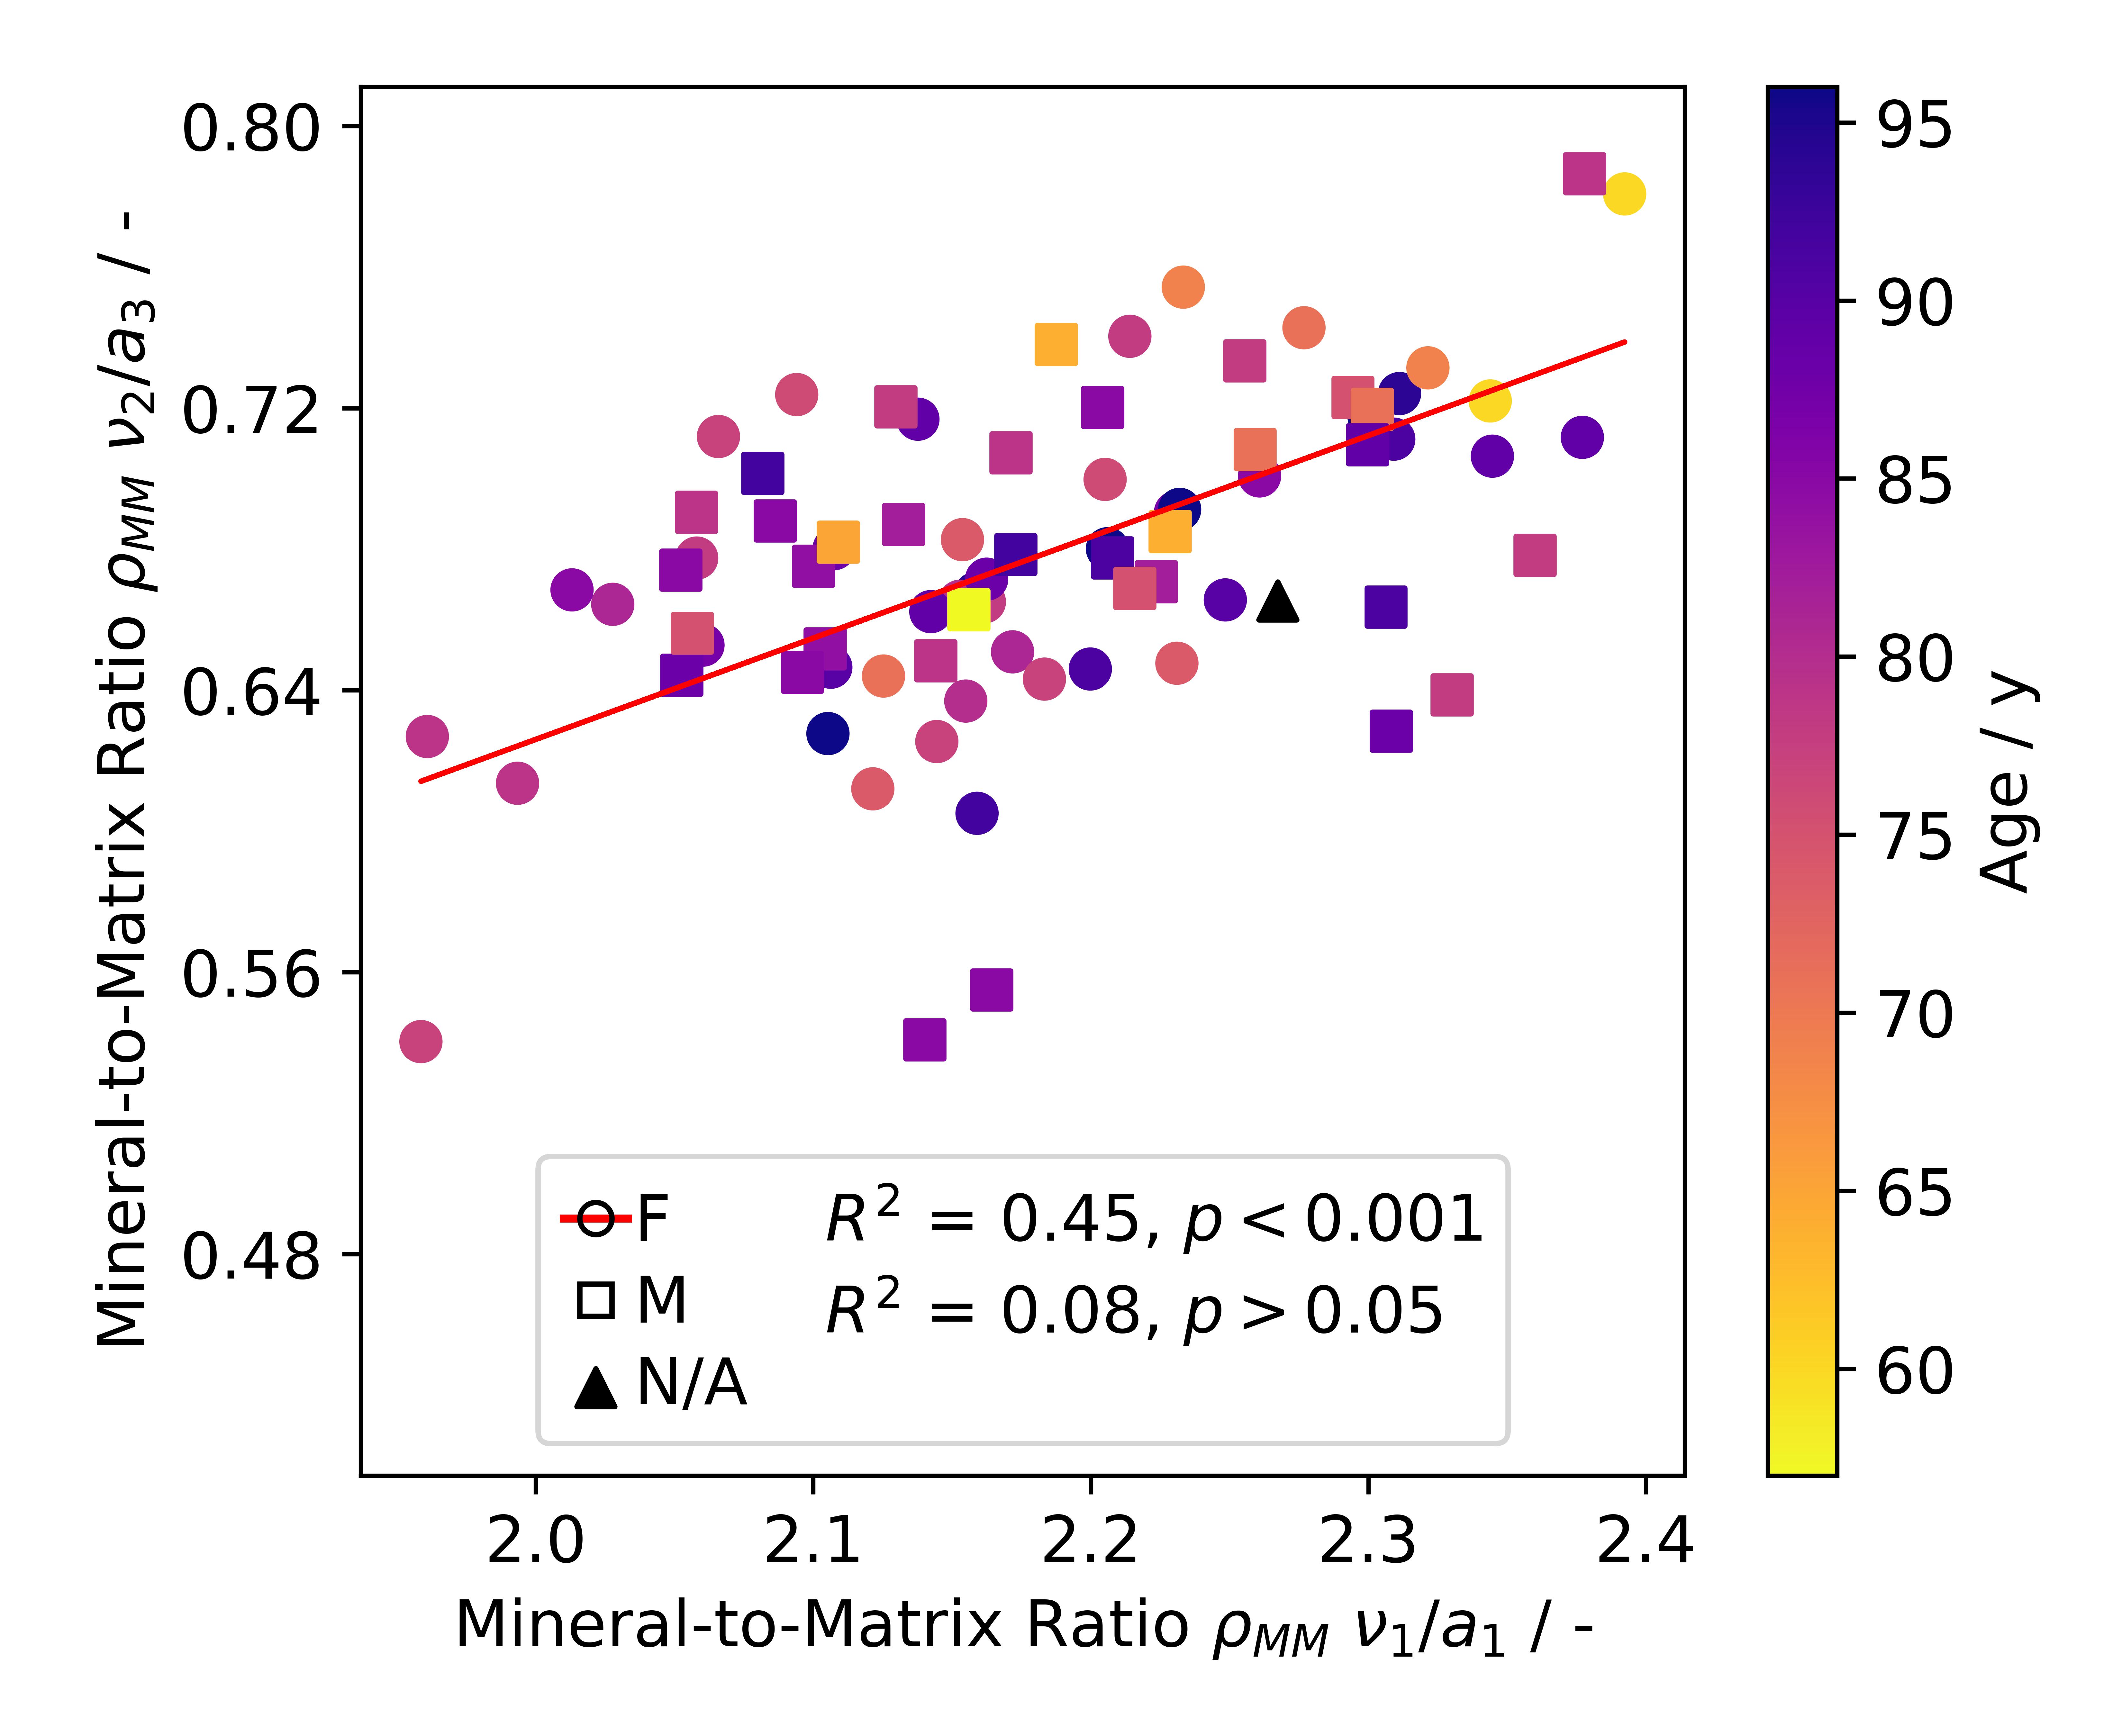 Mineral-to-Matrix Ratio ρMM ν2/a3 / -
0.80
0.72
0.64
0.56
0.48
F R² = 0.45, p < 0.001
M R² = 0.08, p > 0.05
N/A
2.0 2.1 2.2 2.3 2.4
Mineral-to-Matrix Ratio ρMM ν1/a1 / -
95
90
85
80
75
70
65
60
Age / y